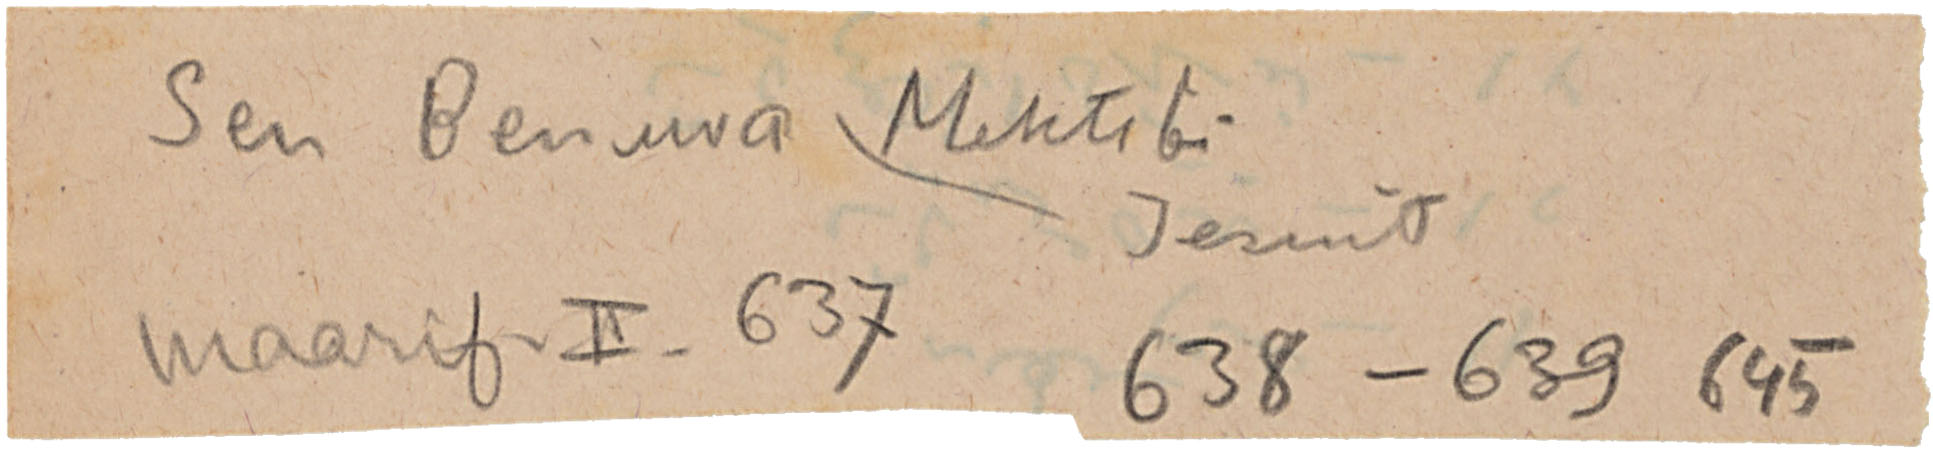 Sen Benuva Mektebi
Jesuit
maarif II - 637 638 - 639 645